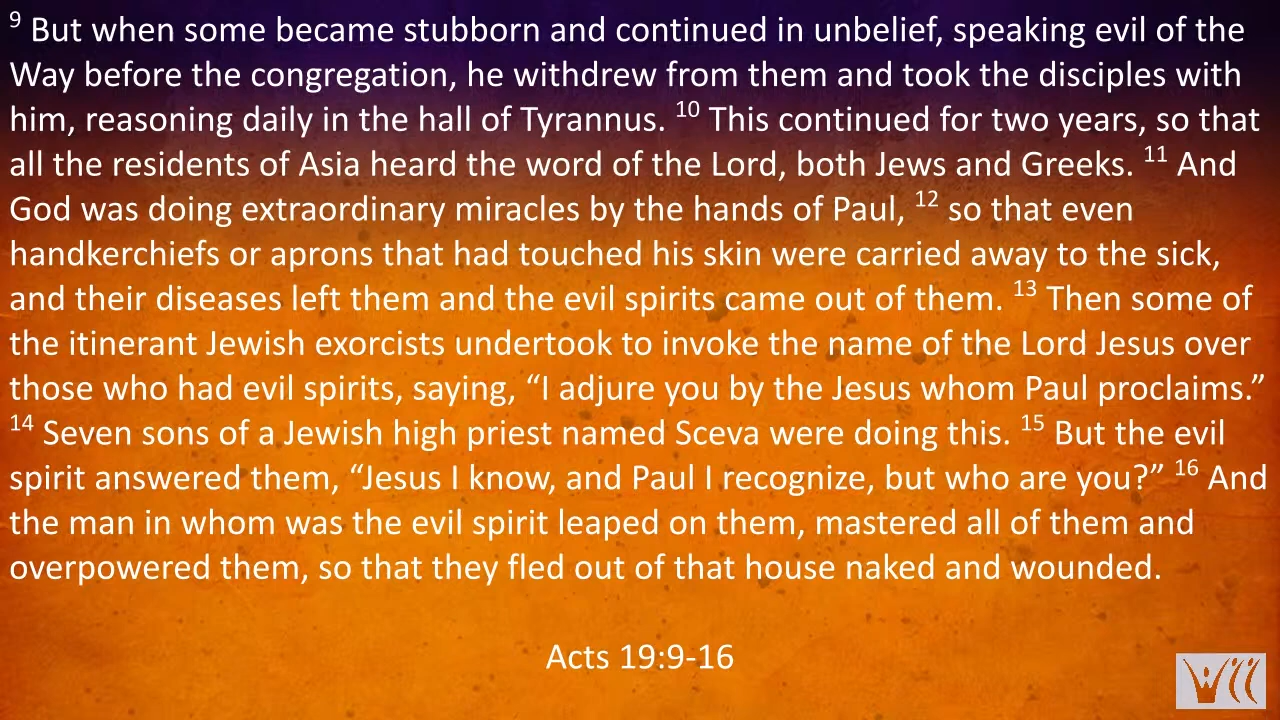 9 But when some became stubborn and continued in unbelief, speaking evil of the
Way before the congregation, he withdrew from them and took the disciples with
him, reasoning daily in the hall of Tyrannus. 10 This continued for two years, so that
all the residents of Asia heard the word of the Lord, both Jews and Greeks. 11 And
God was doing extraordinary miracles by the hands of Paul, 12 so that even
handkerchiefs or aprons that had touched his skin were carried away to the sick,
and their diseases left them and the evil spirits came out of them. 13 Then some of
the itinerant Jewish exorcists undertook to invoke the name of the Lord Jesus over
those who had evil spirits, saying, “I adjure you by the Jesus whom Paul proclaims.”
14 Seven sons of a Jewish high priest named Sceva were doing this. 15 But the evil
spirit answered them, “Jesus I know, and Paul I recognize, but who are you?” 16 And
the man in whom was the evil spirit leaped on them, mastered all of them and
overpowered them, so that they fled out of that house naked and wounded.
Acts 19:9-16